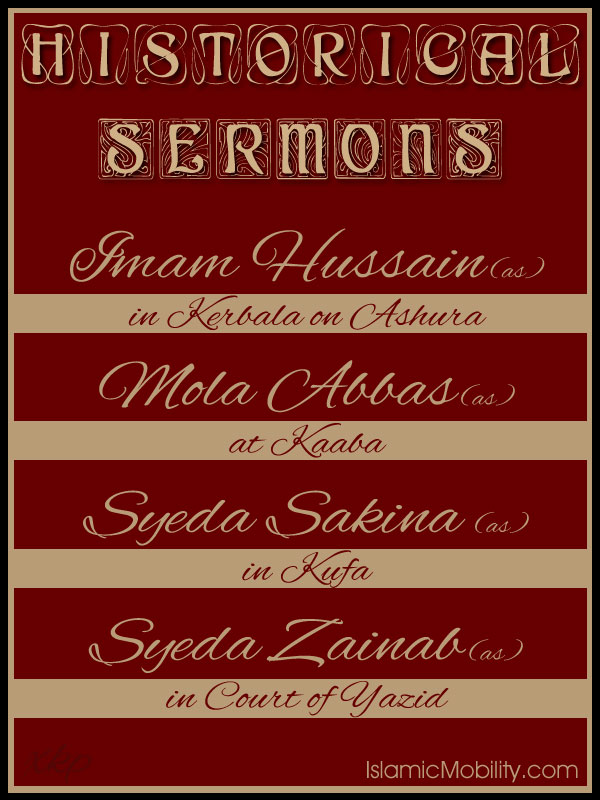 HISTORICAL
SERMONS
Imam Hussain (as)
in Kerbala on Ashura
Mola Abbas (as)
at Kaaba
Syeda Sakina (as)
in Kufa
Syeda Zainab (as)
in Court of Yazid
IslamicMobility.com